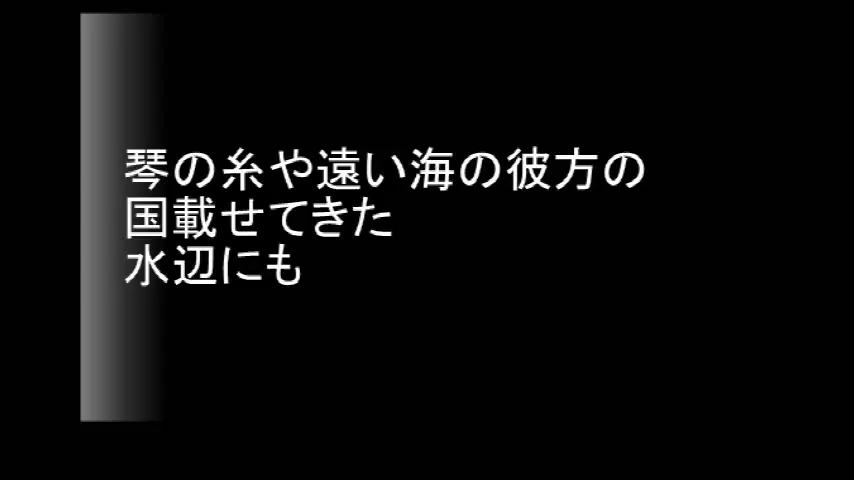 琴の糸や遠い海の彼方の
国載せてきた
水辺にも